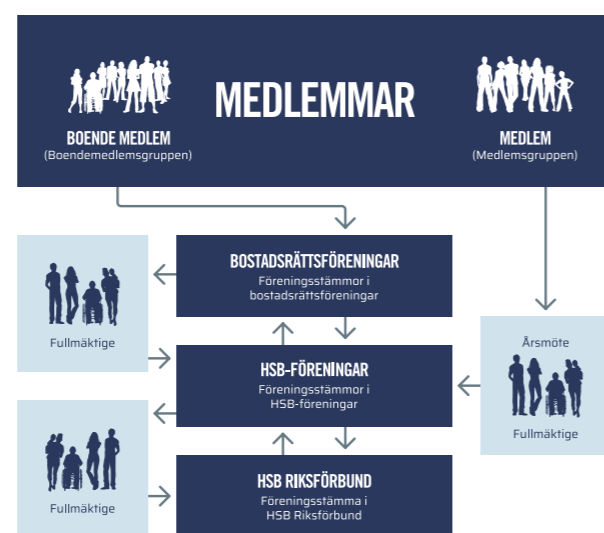 MEDLEMMAR
BOENDE MEDLEM
(Boendemedlemsgruppen)
MEDLEM
(Medlemsgruppen)
BOSTADSRÄTTSFÖRENINGAR
Föreningsstämmor i
bostadsrättsföreningar
Fullmäktige
HSB-FÖRENINGAR
Föreningsstämmor i
HSB-föreningar
Årsmöte
Fullmäktige
HSB RIKSFÖRBUND
Föreningsstämma i
HSB Riksförbund
Fullmäktige